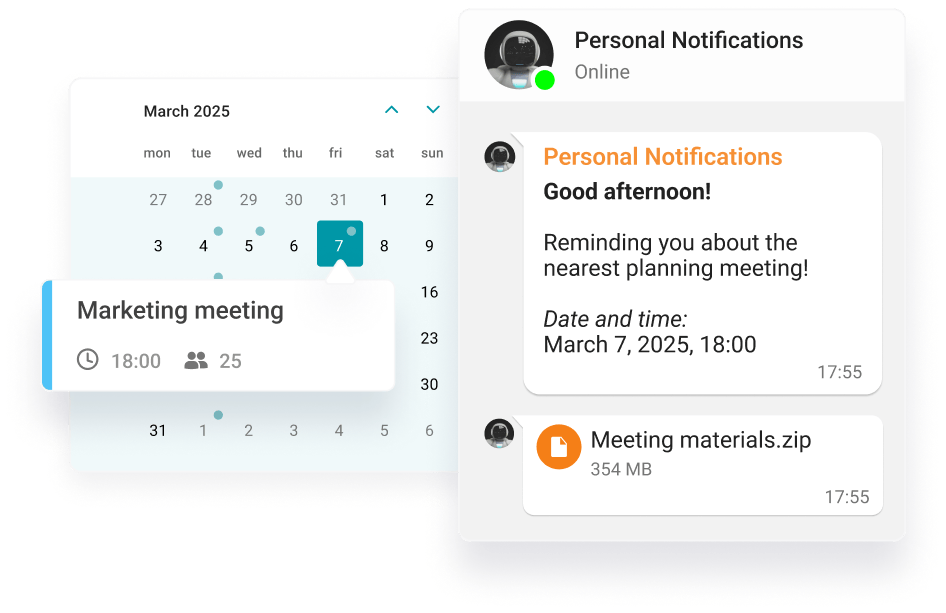 March 2025
mon tue wed thu fri sat sun
27 28 29 30 31 1 2
3 4 5 6 7 8 9
16
Marketing meeting
18:00 25
23
30
31 1 2 3 4 5 6
Personal Notifications
Online
Personal Notifications
Good afternoon!
Reminding you about the
nearest planning meeting!
Date and time:
March 7, 2025, 18:00
17:55
Meeting materials.zip
354 MB
17:55